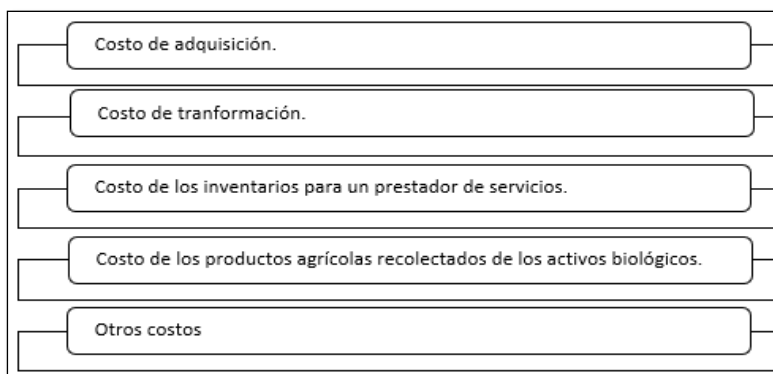 Costo de adquisición.
Costo de tranformación.
Costo de los inventarios para un prestador de servicios.
Costo de los productos agrícolas recolectados de los activos biológicos.
Otros costos